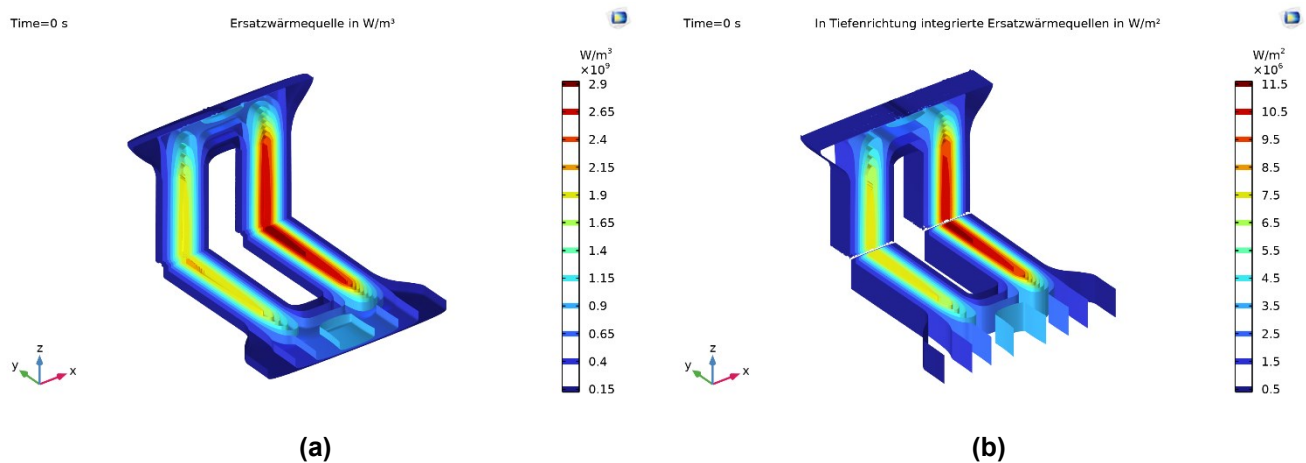 Time=0 s
Ersatzwärmequelle in W/m³
W/m³
×10⁹
2.9
2.65
2.4
2.15
1.9
1.65
1.4
1.15
0.9
0.65
0.4
0.15
z
y
x
(a)
Time=0 s
In Tiefenrichtung integrierte Ersatzwärmequellen in W/m²
W/m²
×10⁶
11.5
9.5
8.5
7.5
6.5
5.5
4.5
3.5
2.5
1.5
0.5
z
y
x
(b)